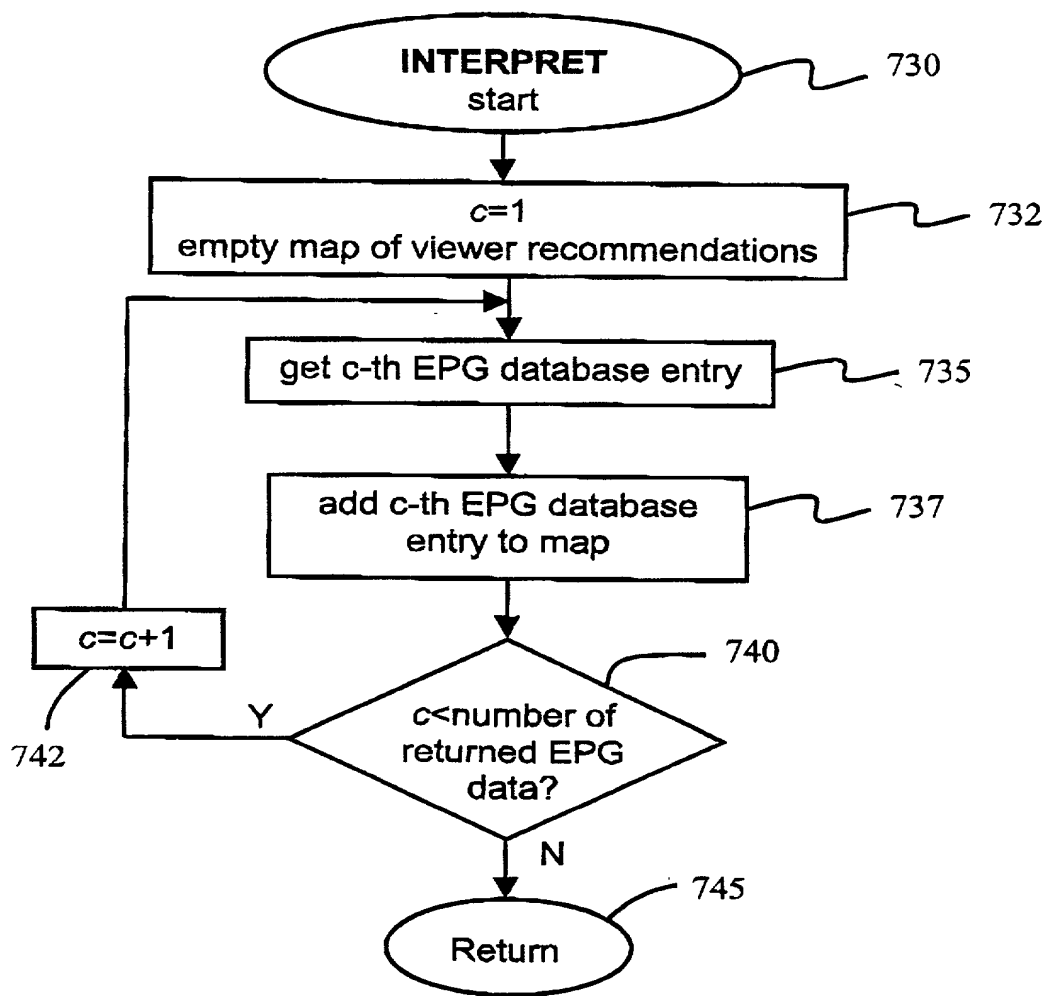 INTERPRET
start
730
c=1
empty map of viewer recommendations
732
get c-th EPG database entry
735
add c-th EPG database
entry to map
737
c=c+1
742
740
c<number of
returned EPG
data?
Y
N
745
Return